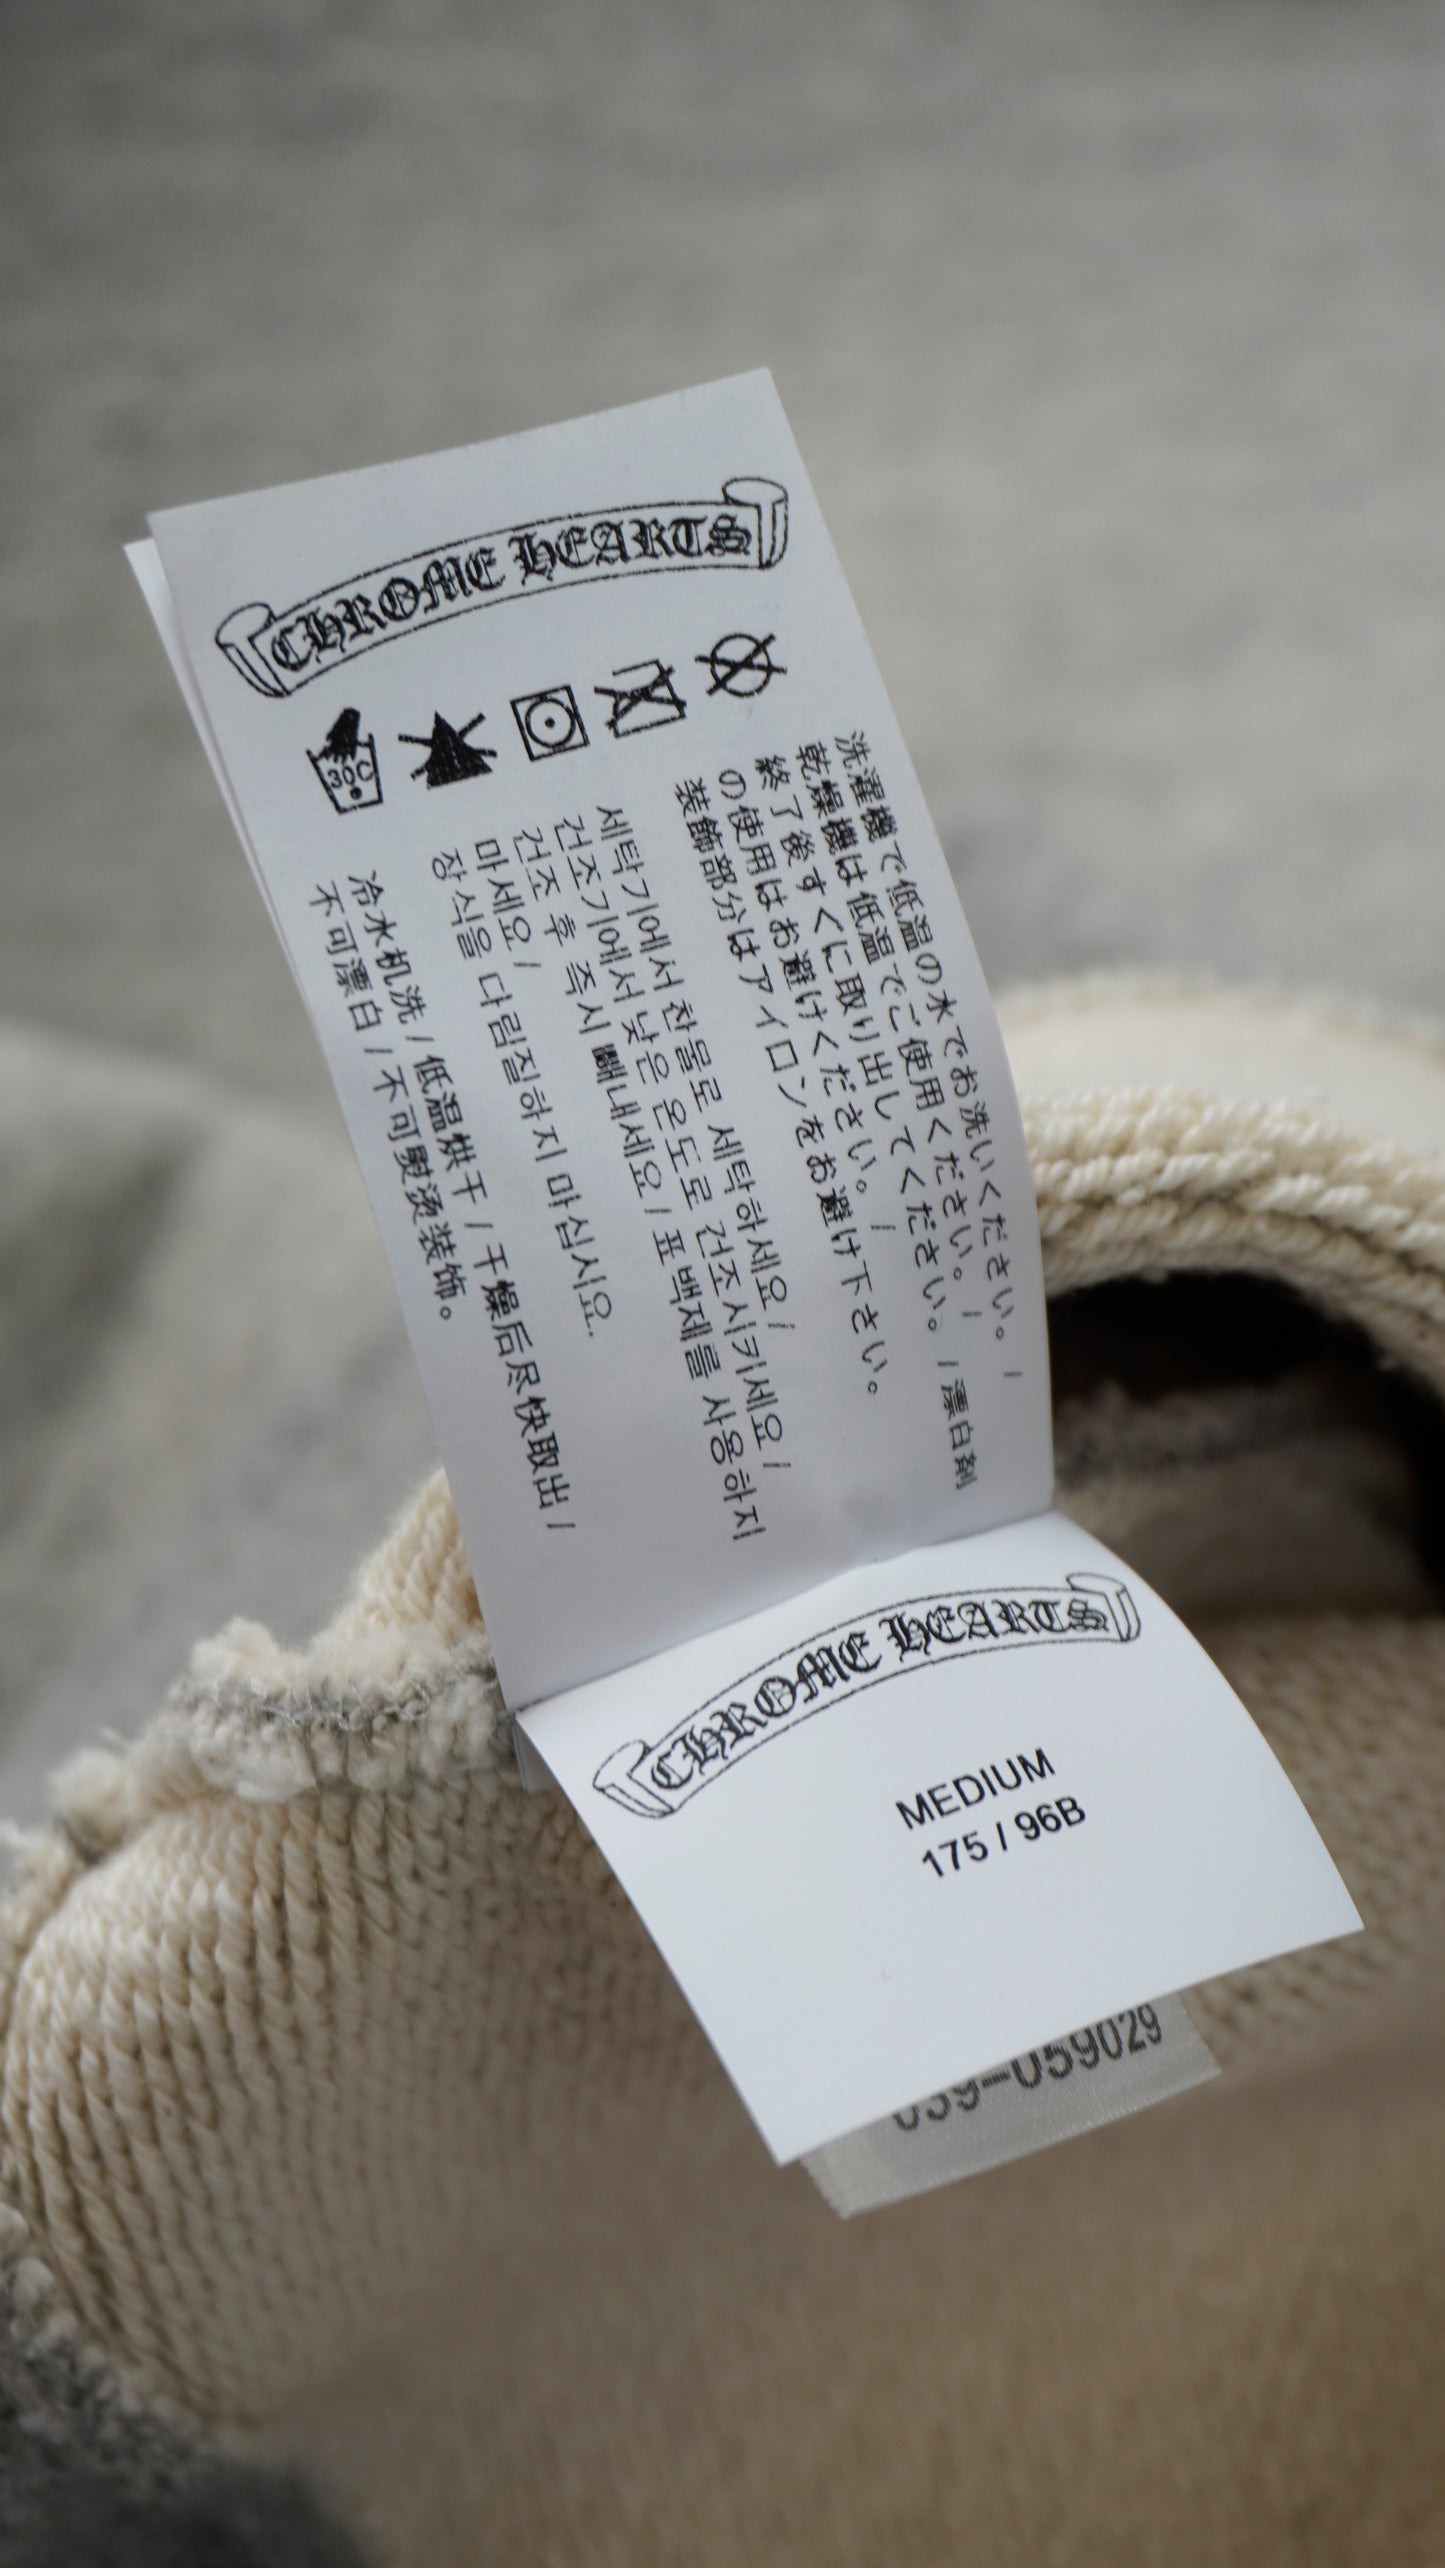 CHROME HEARTS
30C
洗濯機で低温の水でお洗いください。 /
乾燥機は低温でご使用ください。 /
終了後すぐに取り出してください。 / 漂白剤
の使用はお避けください。 /
装飾部分はアイロンをお避け下さい。
세탁기에서 찬물로 세탁하세요 /
건조기에서 낮은 온도로 건조시키세요 /
건조 후 즉시 빼내세요 / 표백제를 사용하지
마세요 /
장식을 다림질하지 마십시요.
冷水机洗 / 低温烘干 / 干燥后尽快取出 /
不可漂白 / 不可熨烫装饰。
CHROME HEARTS
MEDIUM
175 / 96B
039-059029